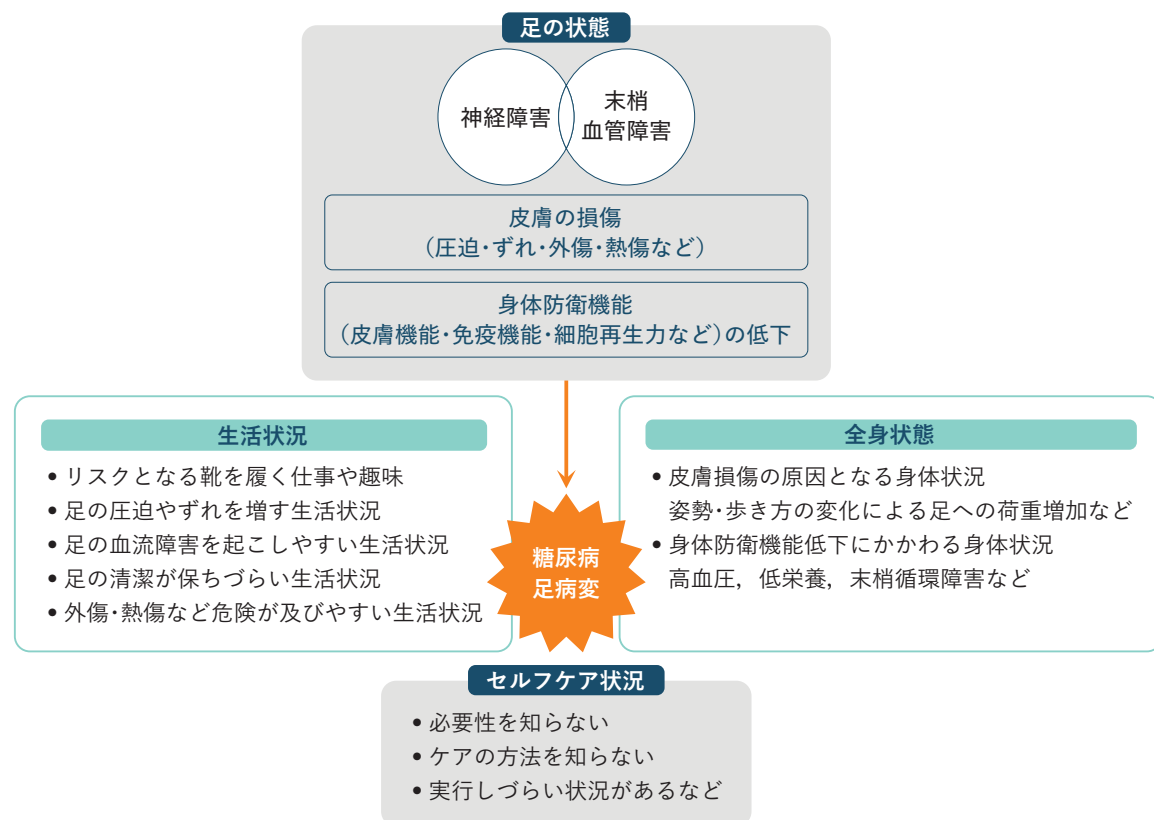 足の状態
神経障害
末梢
血管障害
皮膚の損傷
（圧迫・ずれ・外傷・熱傷など）
身体防衛機能
（皮膚機能・免疫機能・細胞再生力など）の低下
生活状況
• リスクとなる靴を履く仕事や趣味
• 足の圧迫やずれを増す生活状況
• 足の血流障害を起こしやすい生活状況
• 足の清潔が保ちづらい生活状況
• 外傷・熱傷など危険が及びやすい生活状況
糖尿病
足病変
全身状態
• 皮膚損傷の原因となる身体状況
姿勢・歩き方の変化による足への荷重増加など
• 身体防衛機能低下にかかわる身体状況
高血圧，低栄養，末梢循環障害など
セルフケア状況
• 必要性を知らない
• ケアの方法を知らない
• 実行しづらい状況があるなど